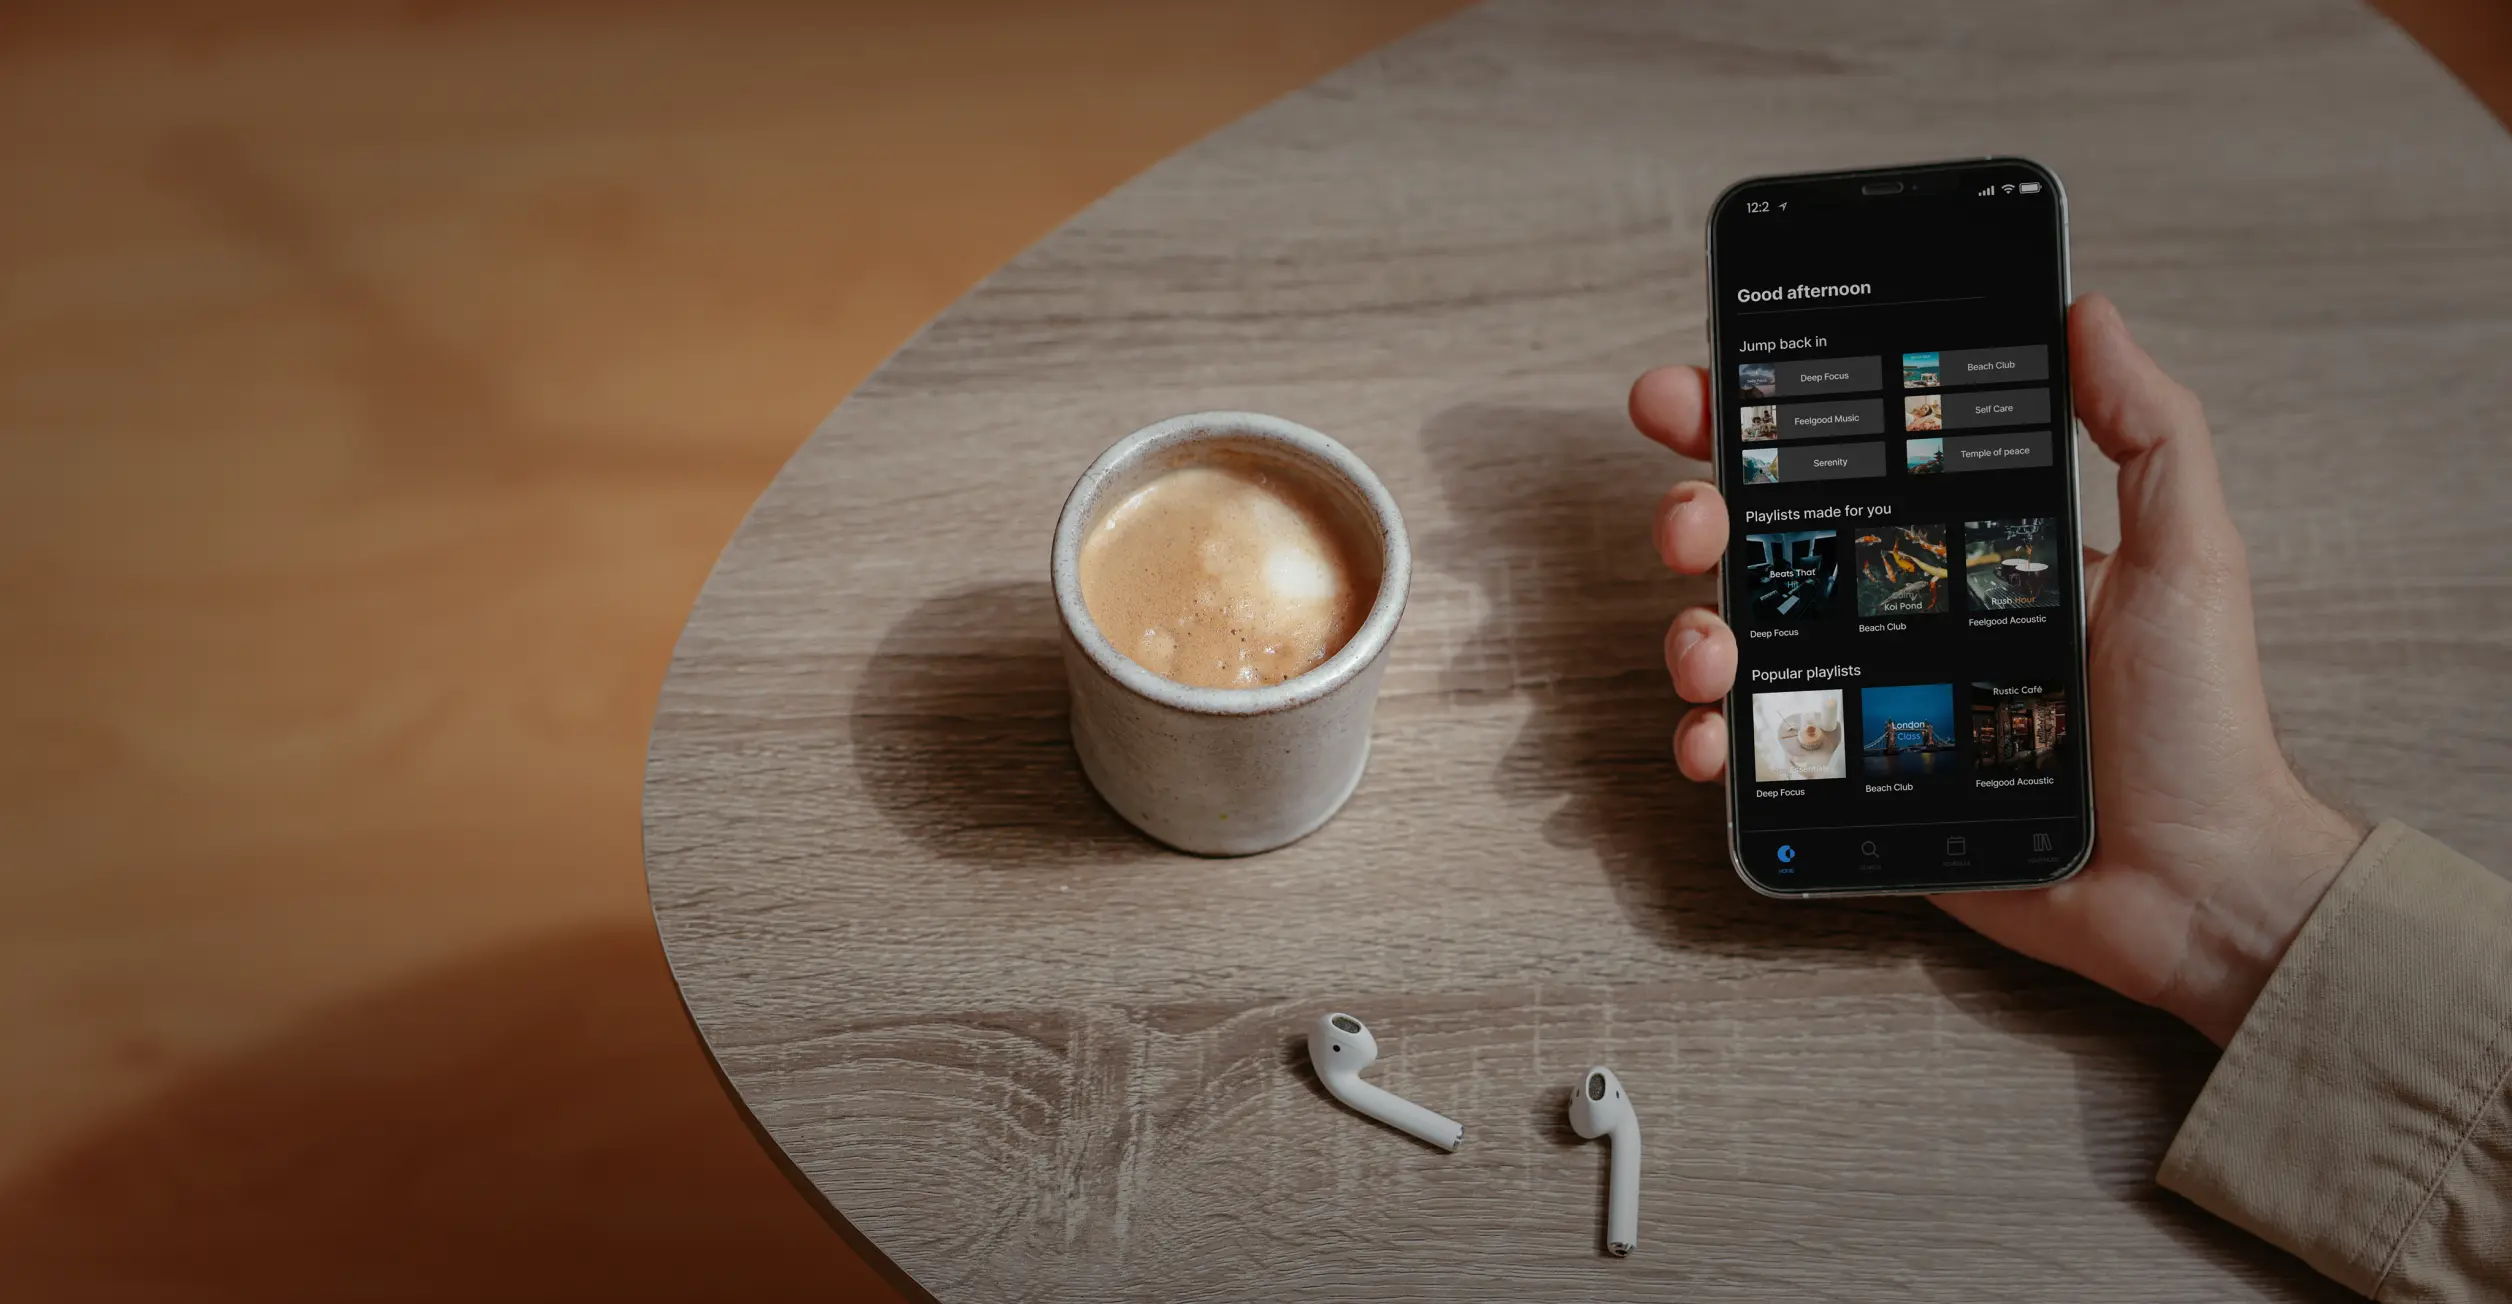 12:2
Good afternoon
Jump back in
Deep Focus
Beach Club
Feelgood Music
Self Care
Serenity
Temple of peace
Playlists made for you
Beats That
Hit
Koi Pond
Rush Hour
Deep Focus
Beach Club
Feelgood Acoustic
Popular playlists
London
Class
Rustic Café
Deep Focus
Beach Club
Feelgood Acoustic
HOME
SEARCH